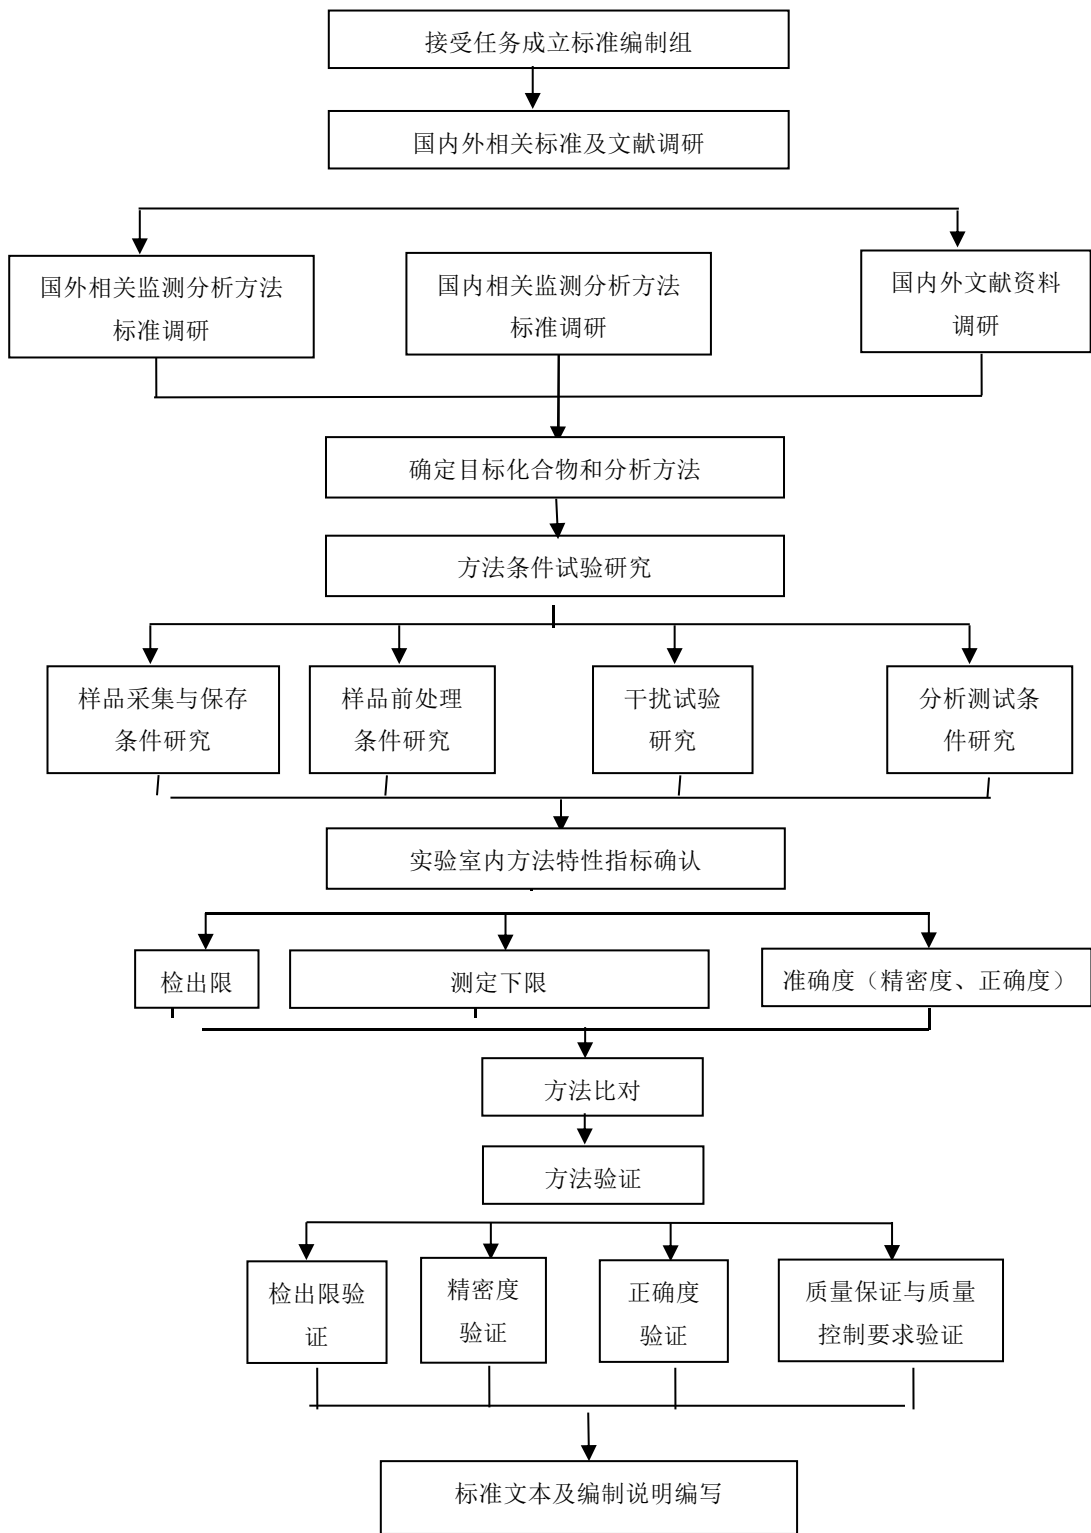 接受任务成立标准编制组
国内外相关标准及文献调研
国外相关监测分析方法
标准调研
国内相关监测分析方法
标准调研
国内外文献资料
调研
确定目标化合物和分析方法
方法条件试验研究
样品采集与保存
条件研究
样品前处理
条件研究
干扰试验
研究
分析测试条
件研究
实验室内方法特性指标确认
检出限
测定下限
准确度（精密度、正确度）
方法比对
方法验证
检出限验
证
精密度
验证
正确度
验证
质量保证与质量
控制要求验证
标准文本及编制说明编写